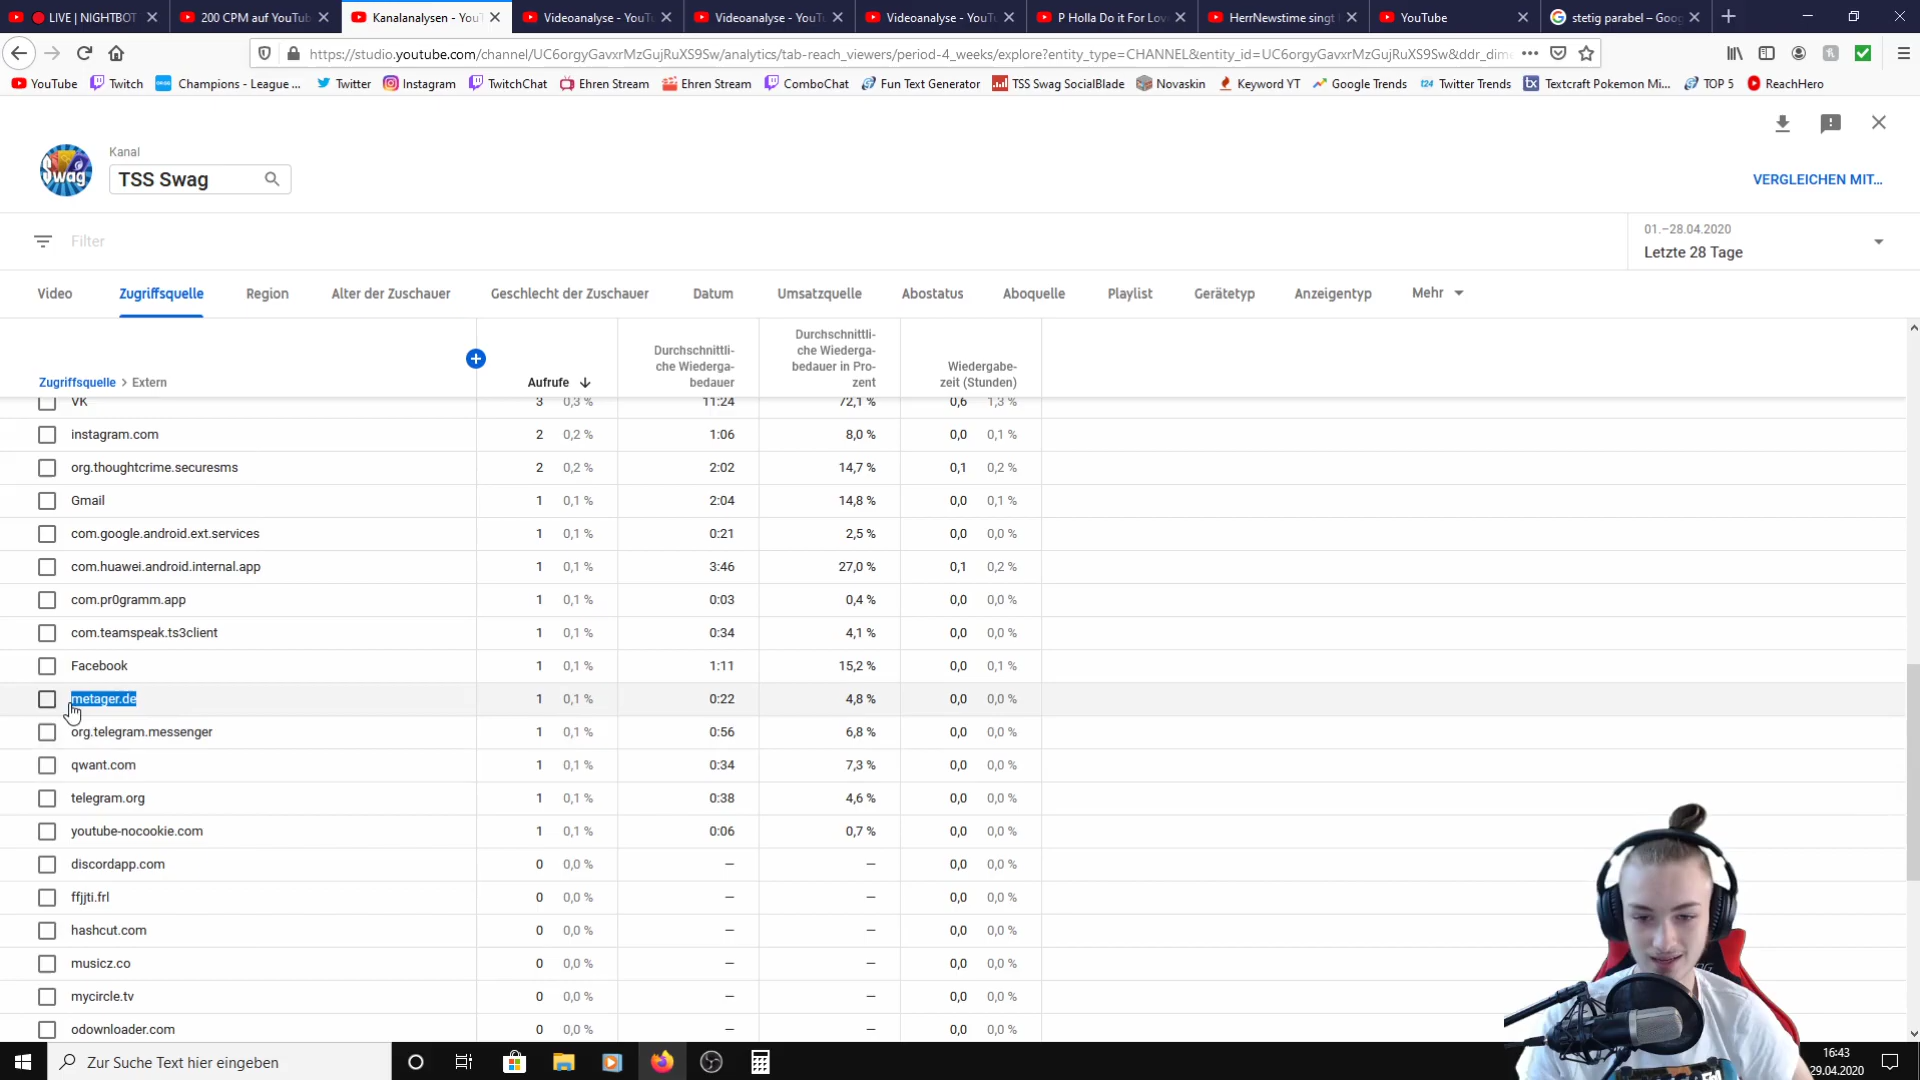 LIVE | NIGHTBOT
200 CPM auf YouTub
Kanalanalysen - YouT
Videoanalyse - YouTu
Videoanalyse - YouTu
Videoanalyse - YouTu
P Holla Do it For Lov
HerrNewstime singt
YouTube
stetig parabel – Goog
https://studio.youtube.com/channel/UC6orgyGavxrMzGujRuXS9Sw/analytics/tab-reach_viewers/period-4_weeks/explore?entity_type=CHANNEL&entity_id=UC6orgyGavxrMzGujRuXS9Sw&ddr_dime
YouTube
Twitch
Champions - League ...
Twitter
Instagram
TwitchChat
Ehren Stream
Ehren Stream
ComboChat
Fun Text Generator
TSS Swag SocialBlade
Novaskin
Keyword YT
Google Trends
Twitter Trends
Textcraft Pokemon Mi...
TOP 5
ReachHero
Swag
Kanal
TSS Swag
VERGLEICHEN MIT...
Filter
01.–28.04.2020
Letzte 28 Tage
Video Zugriffsquelle Region Alter der Zuschauer Geschlecht der Zuschauer Datum Umsatzquelle Abostatus Aboquelle Playlist Gerätetyp Anzeigentyp Mehr
Zugriffsquelle > Extern
Aufrufe
Durchschnittli-
che Wiederga-
bedauer
Durchschnittli-
che Wiederga-
bedauer in Pro-
zent
Wiedergabe-
zeit (Stunden)
VK 3 0,3 % 11:24 72,1 % 0,6 1,3 %
instagram.com 2 0,2 % 1:06 8,0 % 0,0 0,1 %
org.thoughtcrime.securesms 2 0,2 % 2:02 14,7 % 0,1 0,2 %
Gmail 1 0,1 % 2:04 14,8 % 0,0 0,1 %
com.google.android.ext.services 1 0,1 % 0:21 2,5 % 0,0 0,0 %
com.huawei.android.internal.app 1 0,1 % 3:46 27,0 % 0,1 0,2 %
com.pr0gramm.app 1 0,1 % 0:03 0,4 % 0,0 0,0 %
com.teamspeak.ts3client 1 0,1 % 0:34 4,1 % 0,0 0,0 %
Facebook 1 0,1 % 1:11 15,2 % 0,0 0,1 %
metager.de 1 0,1 % 0:22 4,8 % 0,0 0,0 %
org.telegram.messenger 1 0,1 % 0:56 6,8 % 0,0 0,0 %
qwant.com 1 0,1 % 0:34 7,3 % 0,0 0,0 %
telegram.org 1 0,1 % 0:38 4,6 % 0,0 0,0 %
youtube-nocookie.com 1 0,1 % 0:06 0,7 % 0,0 0,0 %
discordapp.com 0 0,0 % – – 0,0 0,0 %
ffjjti.frl 0 0,0 % – – 0,0 0,0 %
hashcut.com 0 0,0 % – – 0,0 0,0 %
musicz.co 0 0,0 % – – 0,0 0,0 %
mycircle.tv 0 0,0 % – – 0,0 0,0 %
odownloader.com 0 0,0 % – – 0,0 0,0 %
Zur Suche Text hier eingeben
16:43
29.04.2020